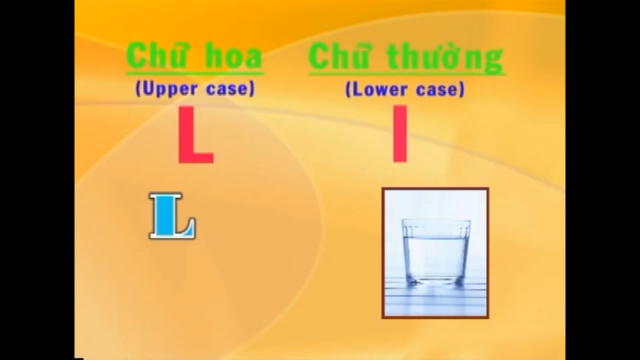 Chữ hoa Chữ thường
(Upper case) (Lower case)
L l
L